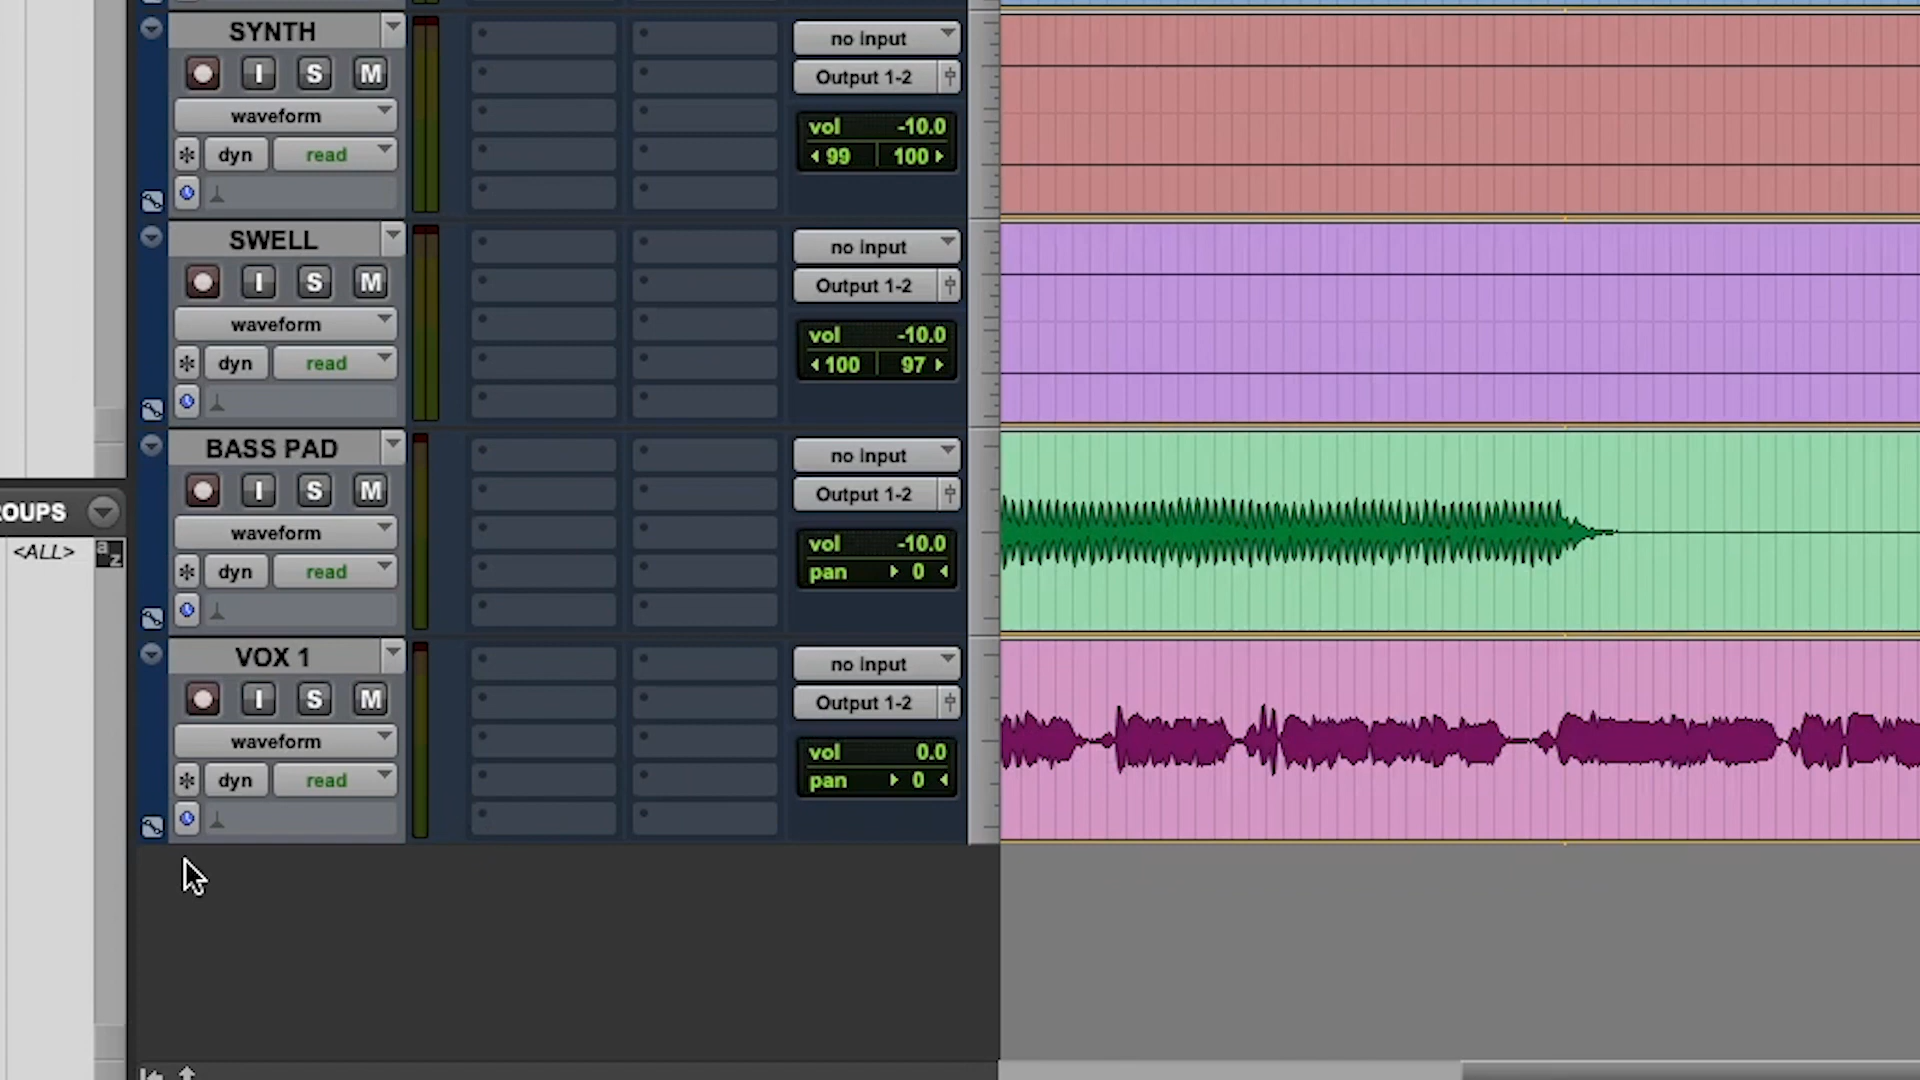 SYNTH
I S M
waveform
dyn read
no input
Output 1-2
vol -10.0
99 100
SWELL
I S M
waveform
dyn read
no input
Output 1-2
vol -10.0
100 97
BASS PAD
I S M
waveform
dyn read
no input
Output 1-2
vol -10.0
pan 0
VOX 1
I S M
waveform
dyn read
no input
Output 1-2
vol 0.0
pan 0
ROUPS
<ALL>
a z